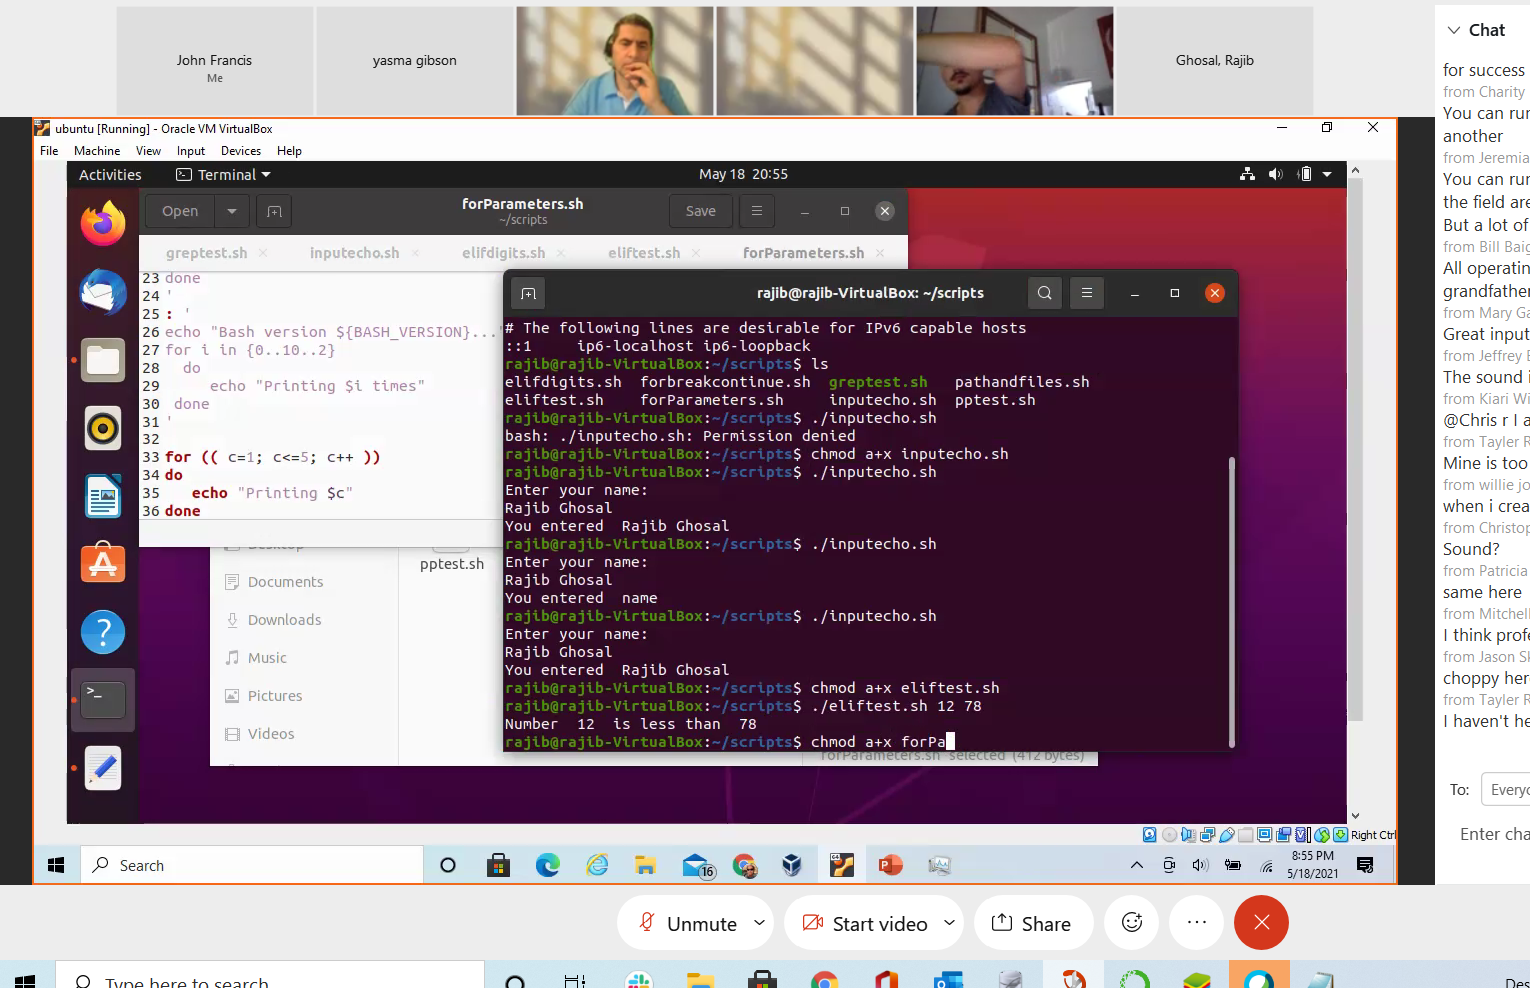 John Francis
Me
yasma gibson
Ghosal, Rajib
Chat
for success
from Charity
You can run
another
from Jeremia
You can run
the field are
But a lot of
from Bill Baig
All operatin
grandfather
from Mary Ga
Great input
from Jeffrey B
The sound i
from Kiari Wi
@Chris r I a
from Tayler R
Mine is too
from willie jo
when i crea
from Christop
Sound?
from Patricia
same here
from Mitchell
I think profe
from Jason Sk
choppy here
from Tayler R
I haven't he
To:
Everyo
Enter cha
ubuntu [Running] - Oracle VM VirtualBox
File Machine View Input Devices Help
Activities
Terminal
May 18 20:55
Open
forParameters.sh
~/scripts
Save
greptest.sh
inputecho.sh
elifdigits.sh
eliftest.sh
forParameters.sh
23 done
24 '
25 : '
26 echo "Bash version ${BASH_VERSION}..."
27 for i in {0..10..2}
28 do
29 echo "Printing $i times"
30 done
31 '
32
33 for (( c=1; c<=5; c++ ))
34 do
35 echo "Printing $c"
36 done
Desktop
Documents
Downloads
Music
Pictures
Videos
pptest.sh
"forParameters.sh" selected (412 bytes)
rajib@rajib-VirtualBox: ~/scripts
# The following lines are desirable for IPv6 capable hosts
::1 ip6-localhost ip6-loopback
rajib@rajib-VirtualBox:~/scripts$ ls
elifdigits.sh forbreakcontinue.sh greptest.sh pathandfiles.sh
eliftest.sh forParameters.sh inputecho.sh pptest.sh
rajib@rajib-VirtualBox:~/scripts$ ./inputecho.sh
bash: ./inputecho.sh: Permission denied
rajib@rajib-VirtualBox:~/scripts$ chmod a+x inputecho.sh
rajib@rajib-VirtualBox:~/scripts$ ./inputecho.sh
Enter your name:
Rajib Ghosal
You entered Rajib Ghosal
rajib@rajib-VirtualBox:~/scripts$ ./inputecho.sh
Enter your name:
Rajib Ghosal
You entered name
rajib@rajib-VirtualBox:~/scripts$ ./inputecho.sh
Enter your name:
Rajib Ghosal
You entered Rajib Ghosal
rajib@rajib-VirtualBox:~/scripts$ chmod a+x eliftest.sh
rajib@rajib-VirtualBox:~/scripts$ ./eliftest.sh 12 78
Number 12 is less than 78
rajib@rajib-VirtualBox:~/scripts$ chmod a+x forPa
Right Ctrl
Search
16
8:55 PM
5/18/2021
Unmute
Start video
Share
Type here to search
Des